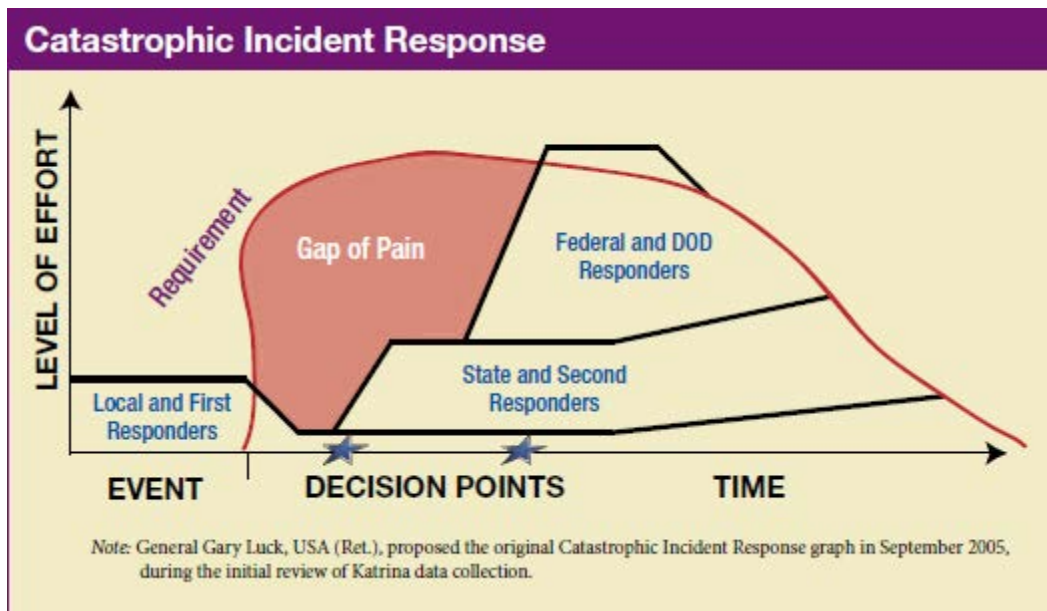 Catastrophic Incident Response
LEVEL OF EFFORT
Requirement
Gap of Pain
Federal and DOD
Responders
State and Second
Responders
Local and First
Responders
EVENT
DECISION POINTS
TIME
Note: General Gary Luck, USA (Ret.), proposed the original Catastrophic Incident Response graph in September 2005,
during the initial review of Katrina data collection.